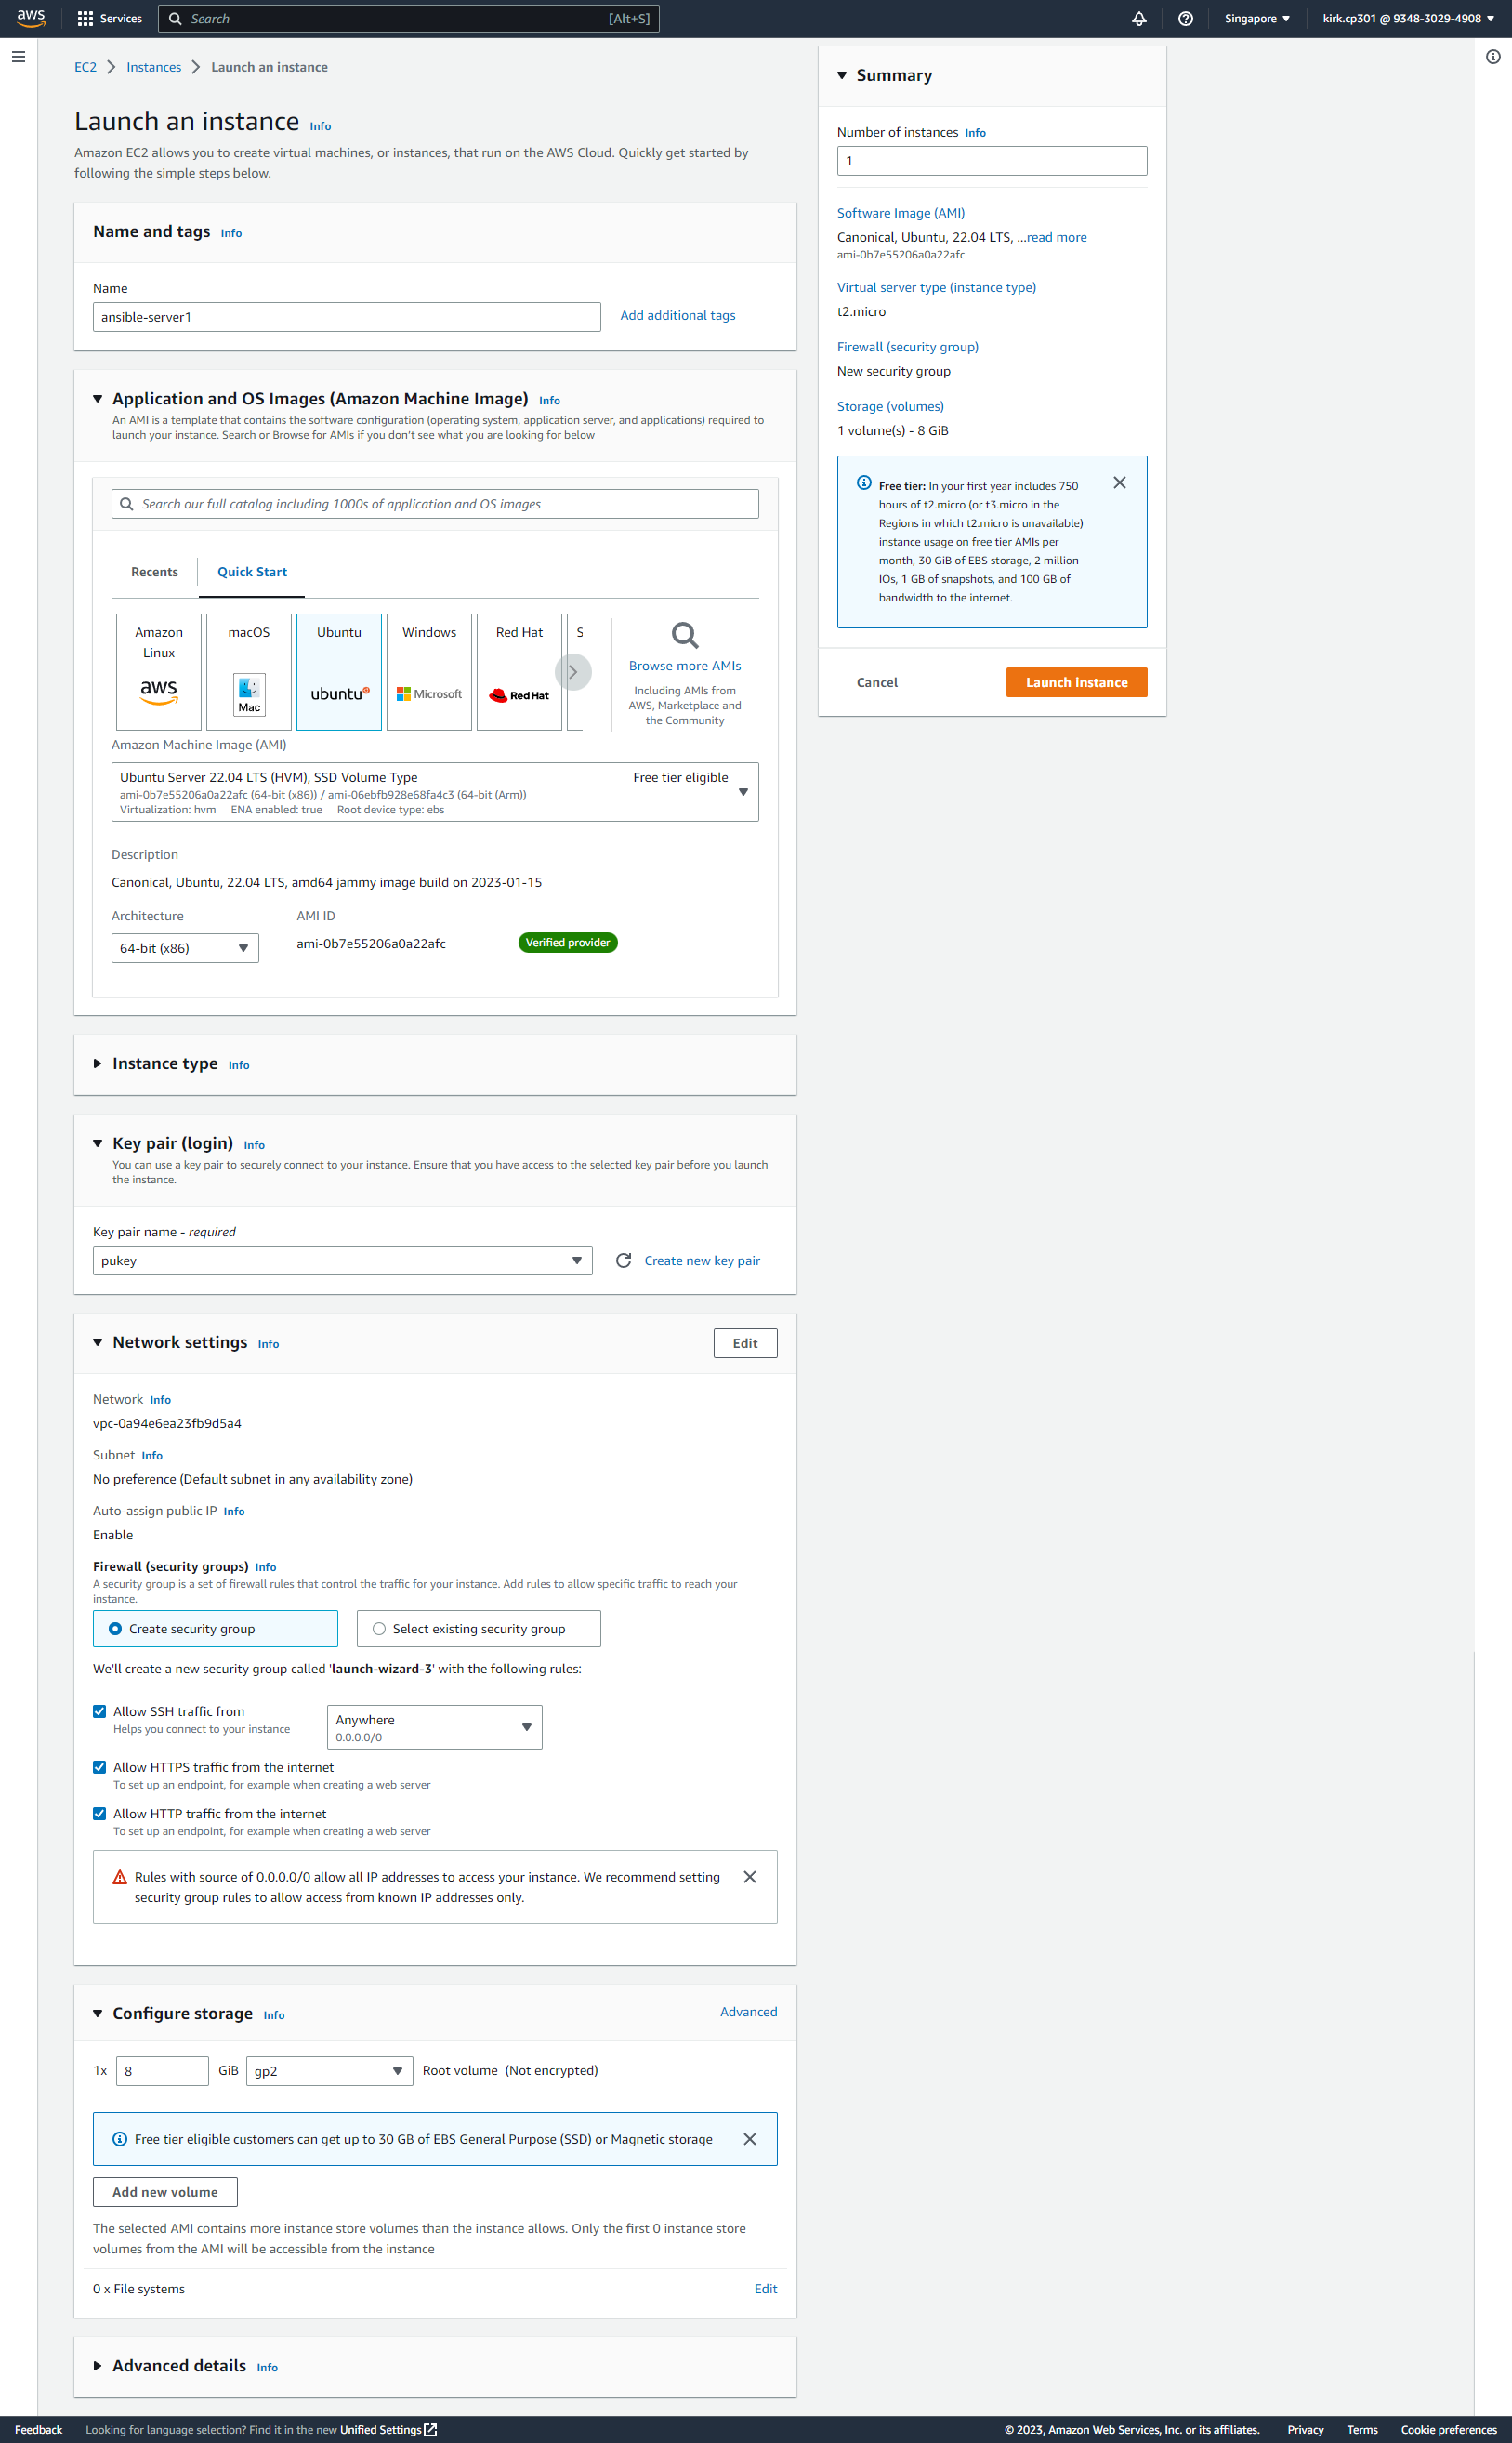 aws
Services
Search
[Alt+S]
Singapore
kirk.cp301 @ 9348-3029-4908
EC2
Instances
Launch an instance
Launch an instance Info
Amazon EC2 allows you to create virtual machines, or instances, that run on the AWS Cloud. Quickly get started by
following the simple steps below.
Name and tags Info
Name
ansible-server1
Add additional tags
Application and OS Images (Amazon Machine Image) Info
An AMI is a template that contains the software configuration (operating system, application server, and applications) required to
launch your instance. Search or Browse for AMIs if you don't see what you are looking for below
Search our full catalog including 1000s of application and OS images
Recents
Quick Start
Amazon
Linux
aws
macOS
Mac
Ubuntu
ubuntu
Windows
Microsoft
Red Hat
Red Hat
S
Browse more AMIs
Including AMIs from
AWS, Marketplace and
the Community
Amazon Machine Image (AMI)
Ubuntu Server 22.04 LTS (HVM), SSD Volume Type
Free tier eligible
ami-0b7e55206a0a22afc (64-bit (x86)) / ami-06ebfb928e68fa4c3 (64-bit (Arm))
Virtualization: hvm ENA enabled: true Root device type: ebs
Description
Canonical, Ubuntu, 22.04 LTS, amd64 jammy image build on 2023-01-15
Architecture
AMI ID
64-bit (x86)
ami-0b7e55206a0a22afc
Verified provider
Instance type Info
Key pair (login) Info
You can use a key pair to securely connect to your instance. Ensure that you have access to the selected key pair before you launch
the instance.
Key pair name - required
pukey
Create new key pair
Network settings Info
Edit
Network Info
vpc-0a94e6ea23fb9d5a4
Subnet Info
No preference (Default subnet in any availability zone)
Auto-assign public IP Info
Enable
Firewall (security groups) Info
A security group is a set of firewall rules that control the traffic for your instance. Add rules to allow specific traffic to reach your
instance.
Create security group
Select existing security group
We'll create a new security group called 'launch-wizard-3' with the following rules:
Allow SSH traffic from
Helps you connect to your instance
Anywhere
0.0.0.0/0
Allow HTTPS traffic from the internet
To set up an endpoint, for example when creating a web server
Allow HTTP traffic from the internet
To set up an endpoint, for example when creating a web server
Rules with source of 0.0.0.0/0 allow all IP addresses to access your instance. We recommend setting
security group rules to allow access from known IP addresses only.
Configure storage Info
Advanced
1x
8
GiB
gp2
Root volume (Not encrypted)
Free tier eligible customers can get up to 30 GB of EBS General Purpose (SSD) or Magnetic storage
Add new volume
The selected AMI contains more instance store volumes than the instance allows. Only the first 0 instance store
volumes from the AMI will be accessible from the instance
0 x File systems
Edit
Advanced details Info
Summary
Number of instances Info
1
Software Image (AMI)
Canonical, Ubuntu, 22.04 LTS, ...read more
ami-0b7e55206a0a22afc
Virtual server type (instance type)
t2.micro
Firewall (security group)
New security group
Storage (volumes)
1 volume(s) - 8 GiB
Free tier: In your first year includes 750
hours of t2.micro (or t3.micro in the
Regions in which t2.micro is unavailable)
instance usage on free tier AMIs per
month, 30 GiB of EBS storage, 2 million
IOs, 1 GB of snapshots, and 100 GB of
bandwidth to the internet.
Cancel
Launch instance
Feedback
Looking for language selection? Find it in the new Unified Settings
© 2023, Amazon Web Services, Inc. or its affiliates.
Privacy
Terms
Cookie preferences